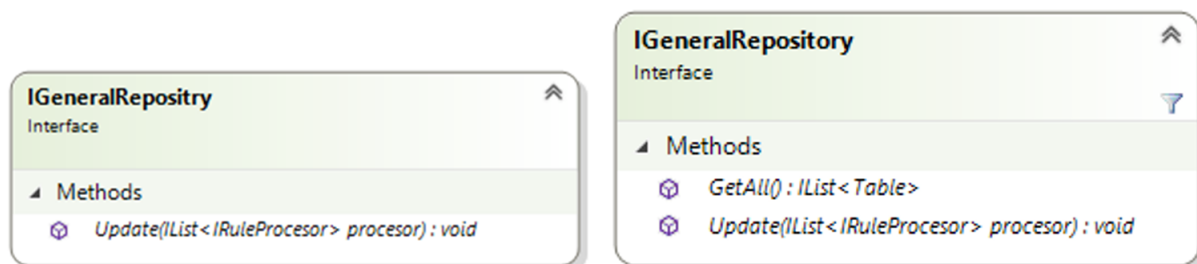 IGeneralRepositry
Interface
Methods
Update(IList<IRuleProcesor> procesor) : void
IGeneralRepository
Interface
Methods
GetAll() : IList<Table>
Update(IList<IRuleProcesor> procesor) : void